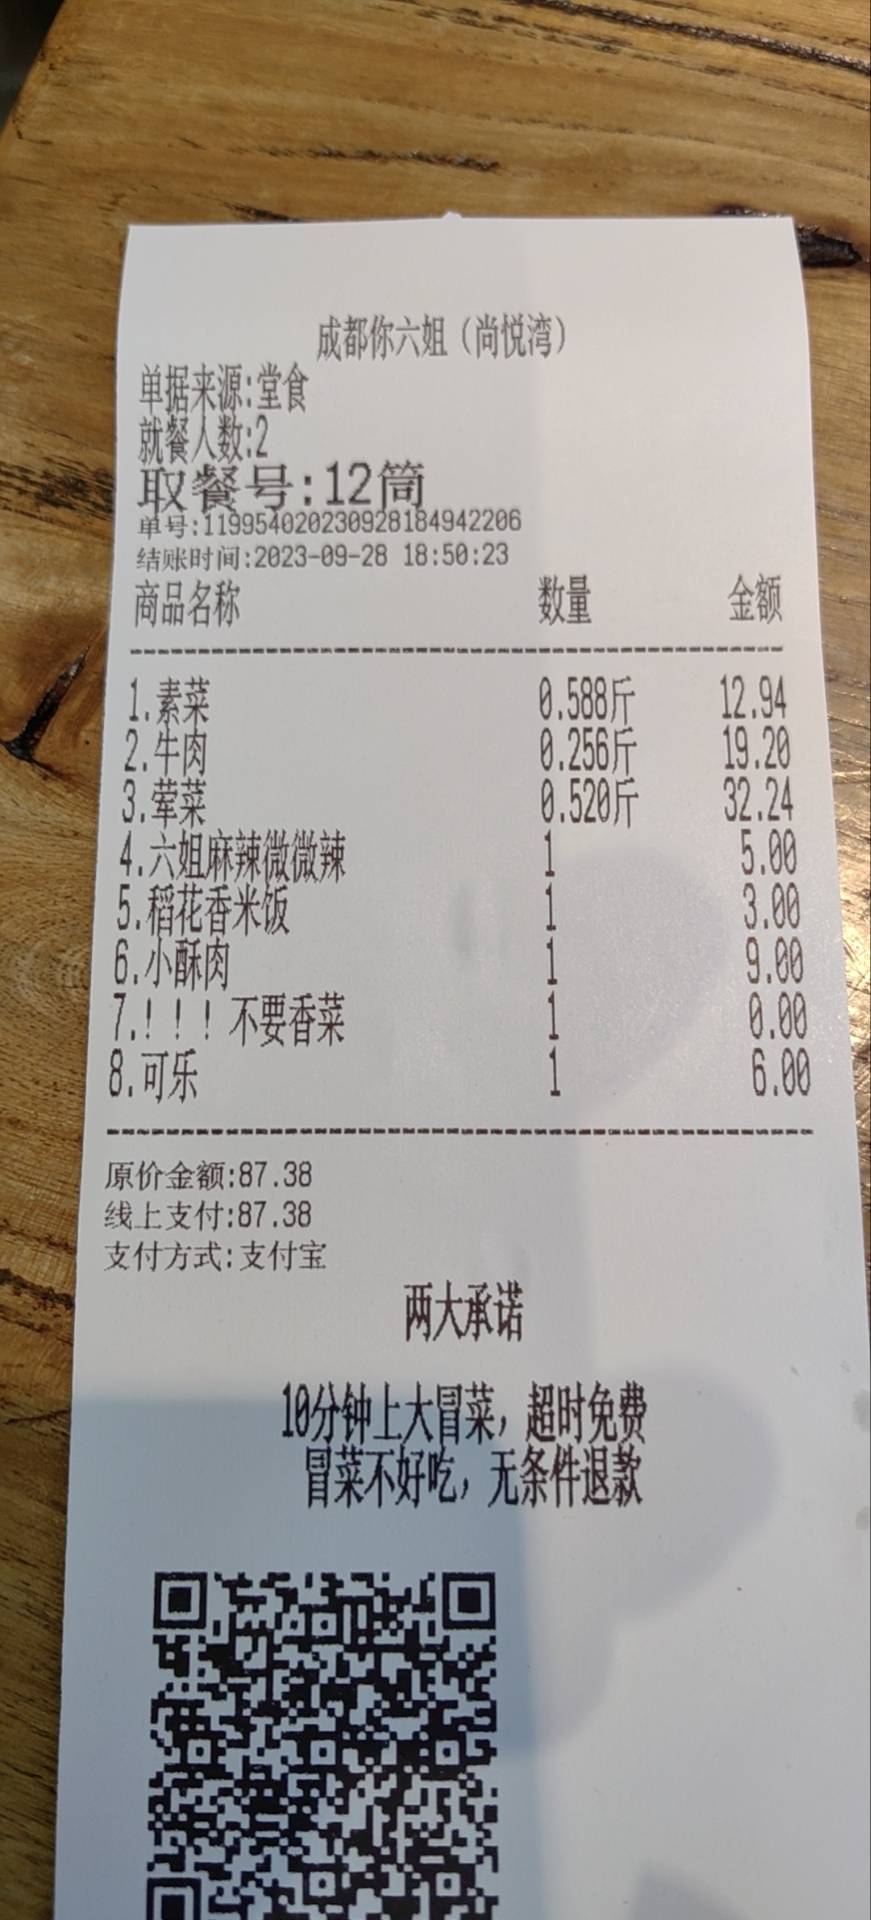 成都你六姐（尚悦湾）
单据来源:堂食
就餐人数:2
取餐号:12筒
单号:11995402023092818494​2206
结账时间:2023-09-28 18:50:23
商品名称 数量 金额
1.素菜 0.588斤 12.94
2.牛肉 0.256斤 19.20
3.荤菜 0.520斤 32.24
4.六姐麻辣微微辣 1 5.00
5.稻花香米饭 1 3.00
6.小酥肉 1 9.00
7.！！！不要香菜 1 0.00
8.可乐 1 6.00
原价金额:87.38
线上支付:87.38
支付方式:支付宝
两大承诺
10分钟上大冒菜，超时免费
冒菜不好吃，无条件退款